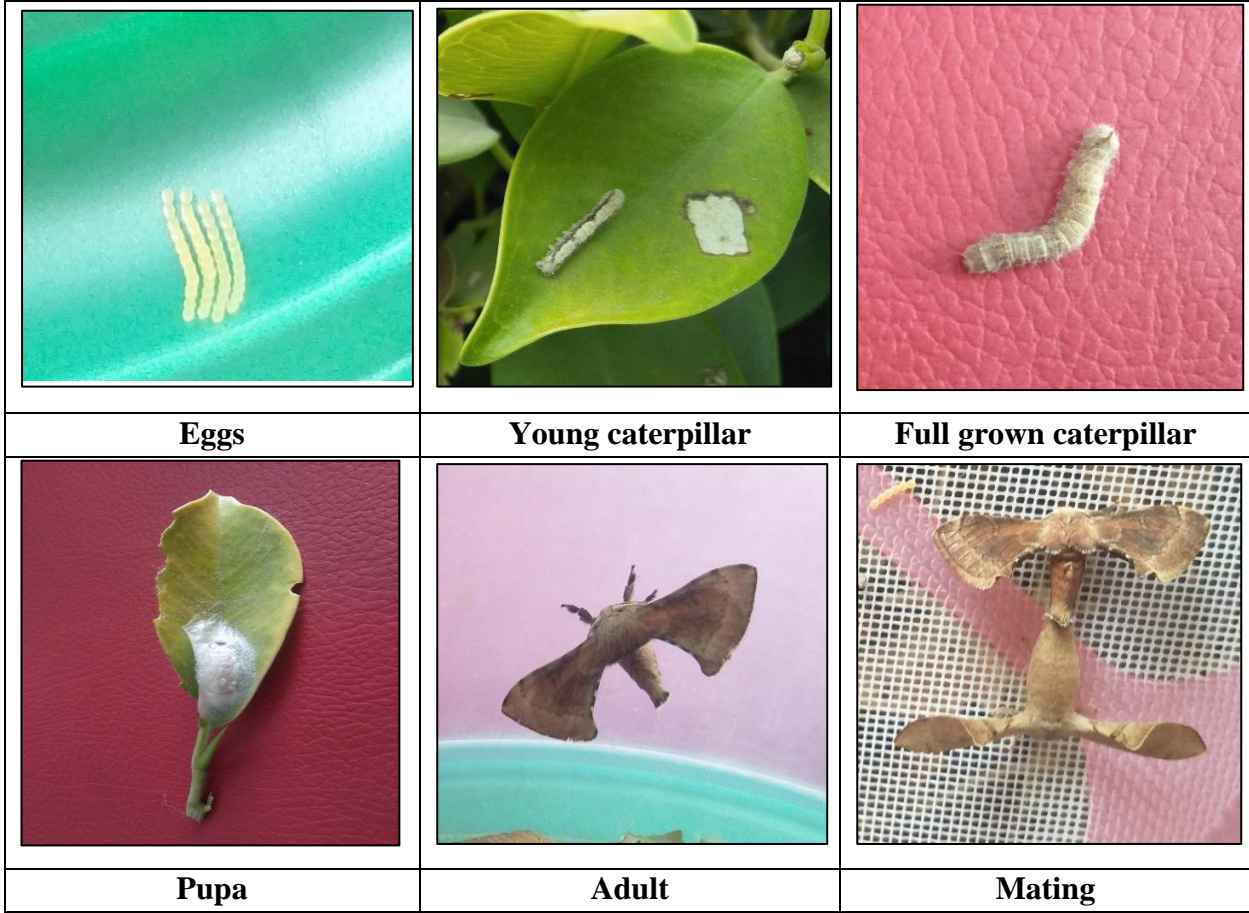 Eggs
Young caterpillar
Full grown caterpillar
Pupa
Adult
Mating